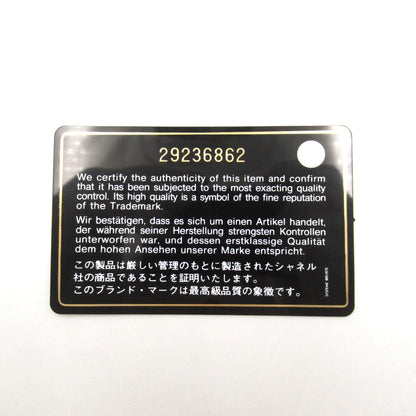 29236862
We certify the authenticity of this item and confirm
that it has been subjected to the most exacting quality
control. Its high quality is a symbol of the fine reputation
of the Trademark.
Wir bestätigen, dass es sich um einen Artikel handelt,
der während seiner Herstellung strengsten Kontrollen
unterworfen war, und dessen erstklassige Qualität
dem hohen Ansehen unserer Marke entspricht.
この製品は厳しい管理のもとに製造されたシャネル
社の商品であることを証明いたします。
このブランド・マークは最高級品質の象徴です。